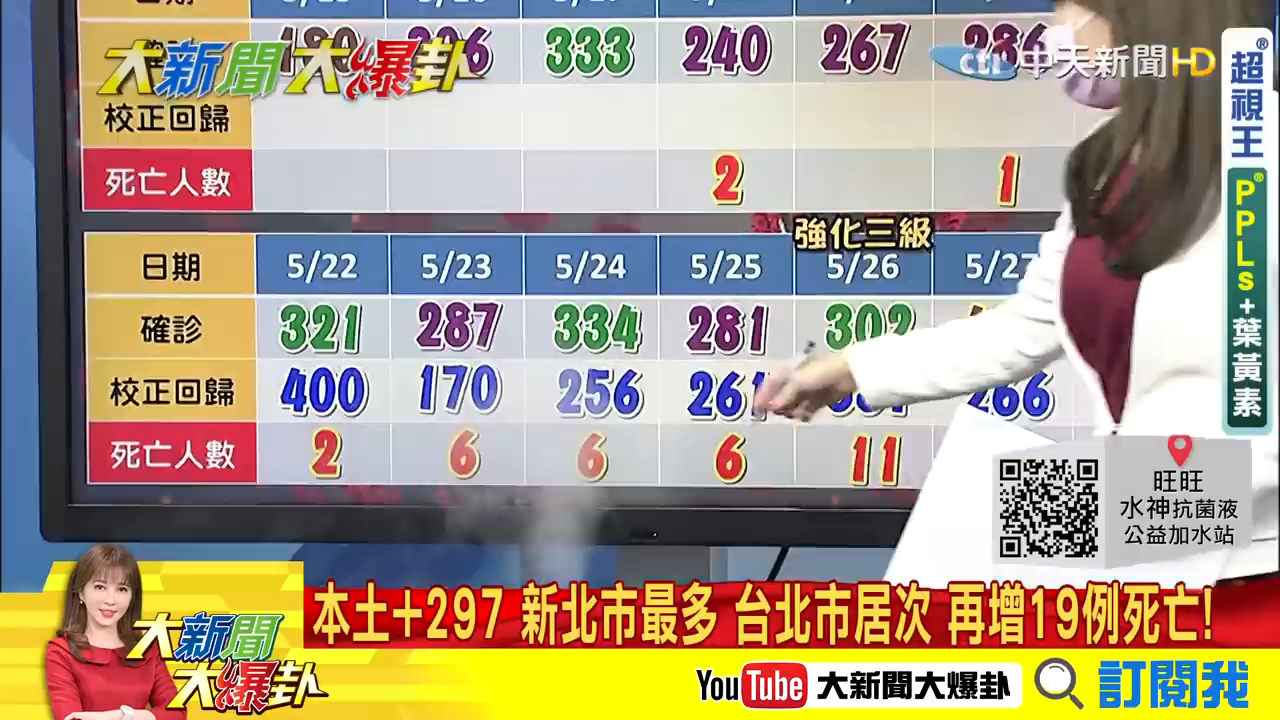 大新聞大爆卦
333 240 267 286
中天新聞HD
校正回歸
死亡人數 2 1
強化三級
日期 5/22 5/23 5/24 5/25 5/26 5/27
確診 321 287 334 281 302
校正回歸 400 170 256 261 266
死亡人數 2 6 6 6 11
超視王®
PPLs®+葉黃素
旺旺
水神抗菌液
公益加水站
本土+297 新北市最多 台北市居次 再增19例死亡!
大新聞
大爆卦
YouTube 大新聞大爆卦 訂閱我